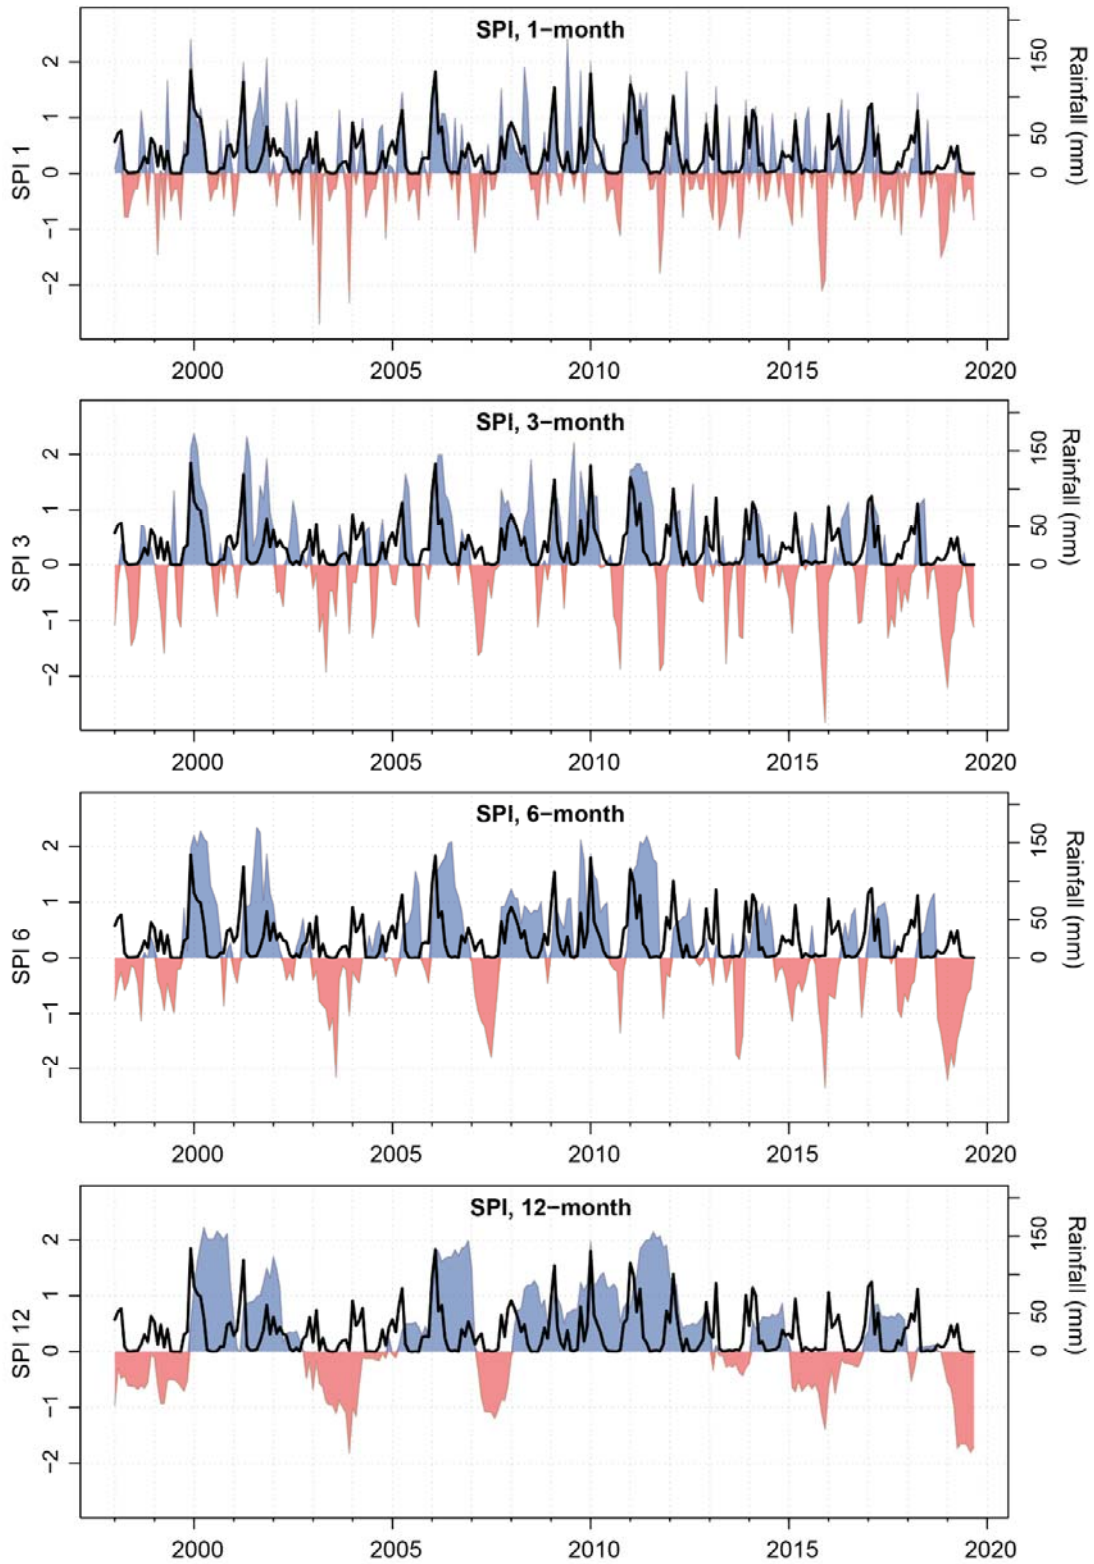 SPI, 1−month
SPI 1
2
1
0
−1
−2
150
50
0
Rainfall (mm)
2000 2005 2010 2015 2020
SPI, 3−month
SPI 3
2
1
0
−1
−2
150
50
0
Rainfall (mm)
2000 2005 2010 2015 2020
SPI, 6−month
SPI 6
2
1
0
−1
−2
150
50
0
Rainfall (mm)
2000 2005 2010 2015 2020
SPI, 12−month
SPI 12
2
1
0
−1
−2
150
50
0
Rainfall (mm)
2000 2005 2010 2015 2020